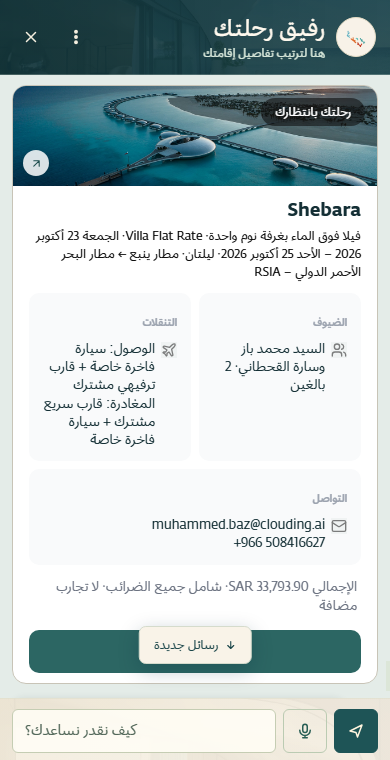 رفيق رحلتك
هنا لترتيب تفاصيل إقامتك
رحلتك بانتظارك
Shebara
فيلا فوق الماء بغرفة نوم واحدة· Villa Flat Rate· الجمعة 23 أكتوبر
2026 – الأحد 25 أكتوبر 2026· ليلتان· مطار ينبع ← مطار البحر
الأحمر الدولي – RSIA
الضيوف
السيد محمد باز
وسارة القحطاني· 2
بالغين
التنقلات
الوصول: سيارة
فاخرة خاصة + قارب
ترفيهي مشترك
المغادرة: قارب سريع
مشترك + سيارة
فاخرة خاصة
التواصل
muhammed.baz@clouding.ai
+966 508416627
الإجمالي SAR 33,793.90· شامل جميع الضرائب· لا تجارب
مضافة
رسائل جديدة
كيف نقدر نساعدك؟